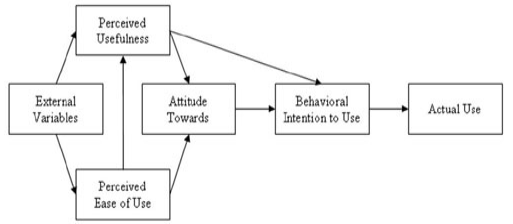 Perceived
Usefulness
External
Variables
Attitude
Towards
Behavioral
Intention to Use
Actual Use
Perceived
Ease of Use